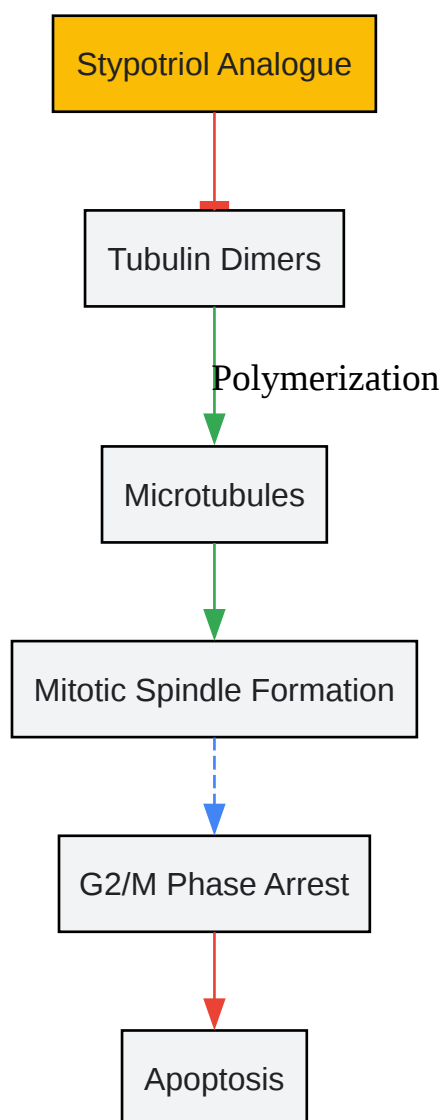 Stypotriol Analogue
Tubulin Dimers
Polymerization
Microtubules
Mitotic Spindle Formation
G2/M Phase Arrest
Apoptosis